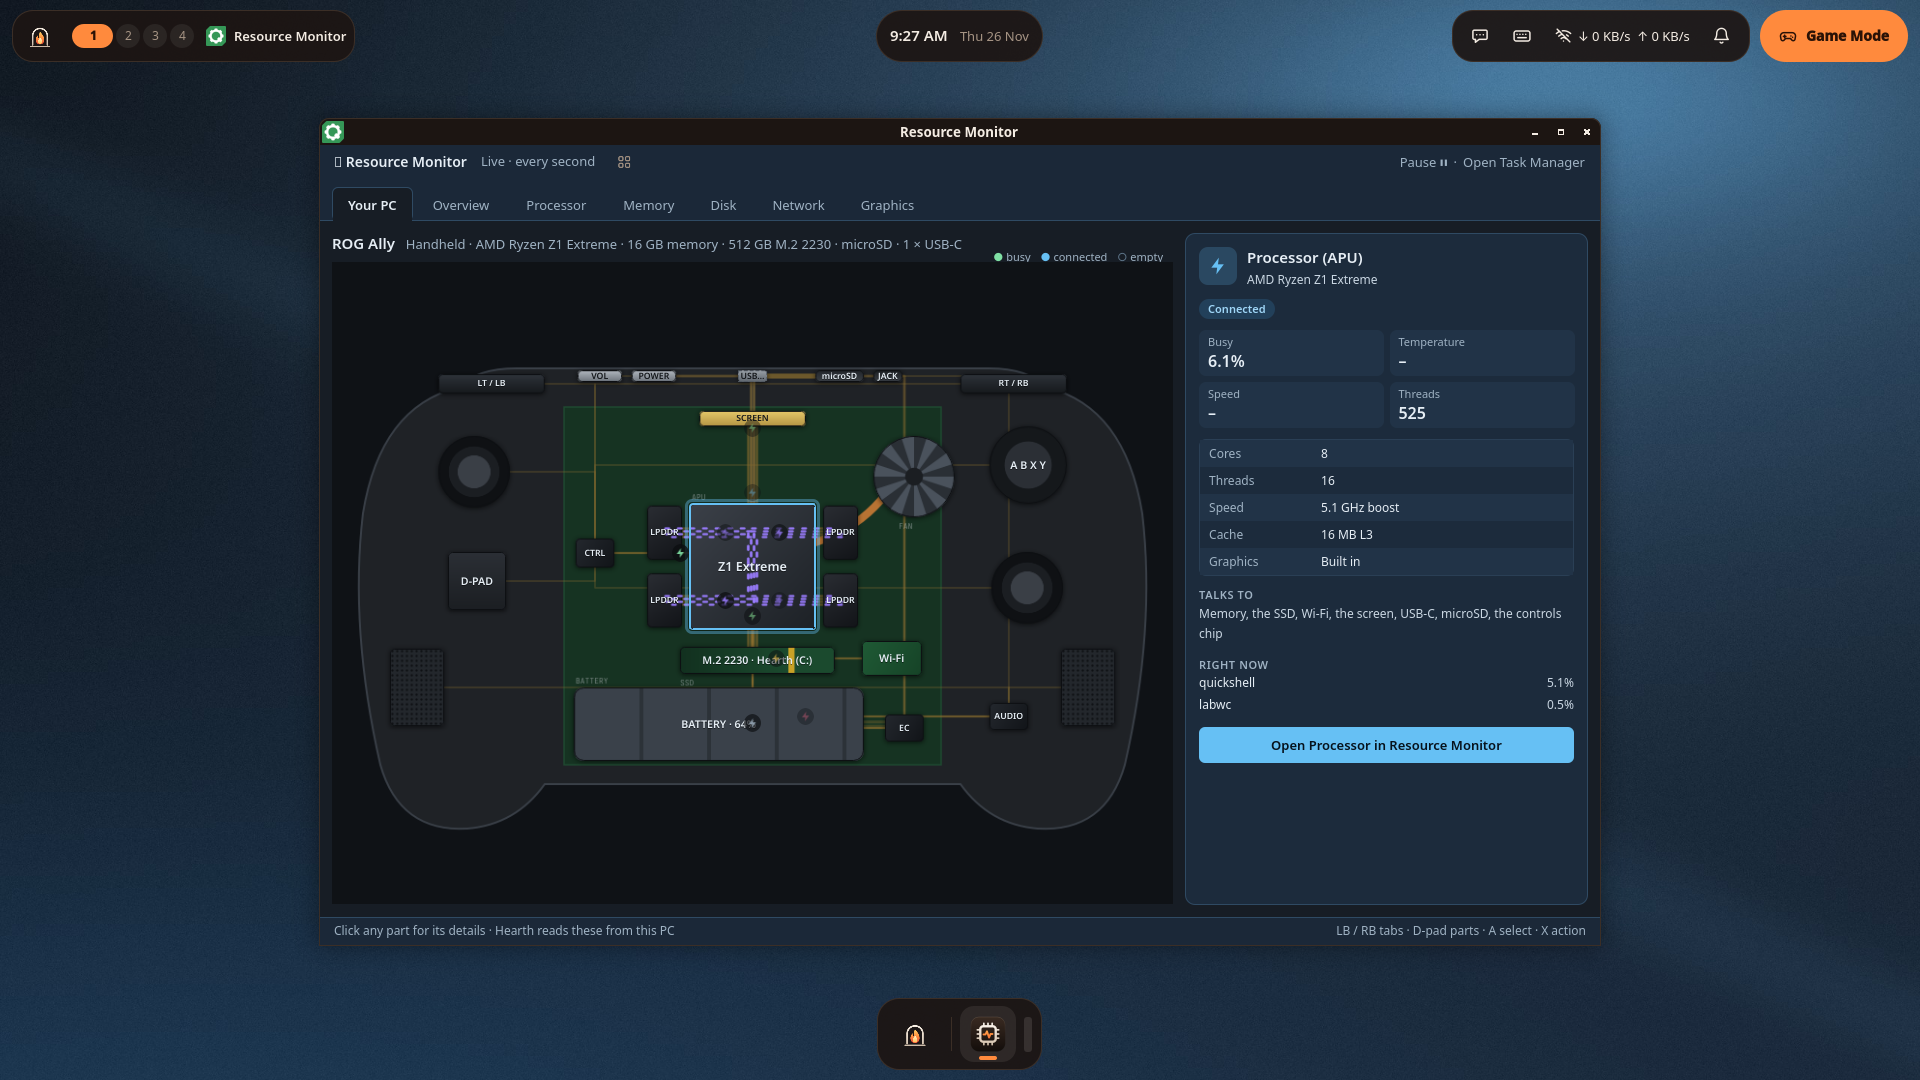 1 2 3 4 Resource Monitor
9:27 AM Thu 26 Nov
0 KB/s 0 KB/s
Game Mode
Resource Monitor
Resource Monitor Live · every second
Pause · Open Task Manager
Your PC Overview Processor Memory Disk Network Graphics
ROG Ally Handheld · AMD Ryzen Z1 Extreme · 16 GB memory · 512 GB M.2 2230 · microSD · 1 × USB-C
busy connected empty
LT / LB VOL POWER USB... microSD JACK RT / RB
SCREEN
A B X Y
APU
FAN
LPDDR LPDDR
CTRL
Z1 Extreme
D-PAD
LPDDR LPDDR
M.2 2230 · Hearth (C:)
Wi-Fi
BATTERY SSD
BATTERY · 64
EC
AUDIO
Processor (APU)
AMD Ryzen Z1 Extreme
Connected
Busy Temperature
6.1% –
Speed Threads
– 525
Cores 8
Threads 16
Speed 5.1 GHz boost
Cache 16 MB L3
Graphics Built in
TALKS TO
Memory, the SSD, Wi-Fi, the screen, USB-C, microSD, the controls
chip
RIGHT NOW
quickshell 5.1%
labwc 0.5%
Open Processor in Resource Monitor
Click any part for its details · Hearth reads these from this PC
LB / RB tabs · D-pad parts · A select · X action